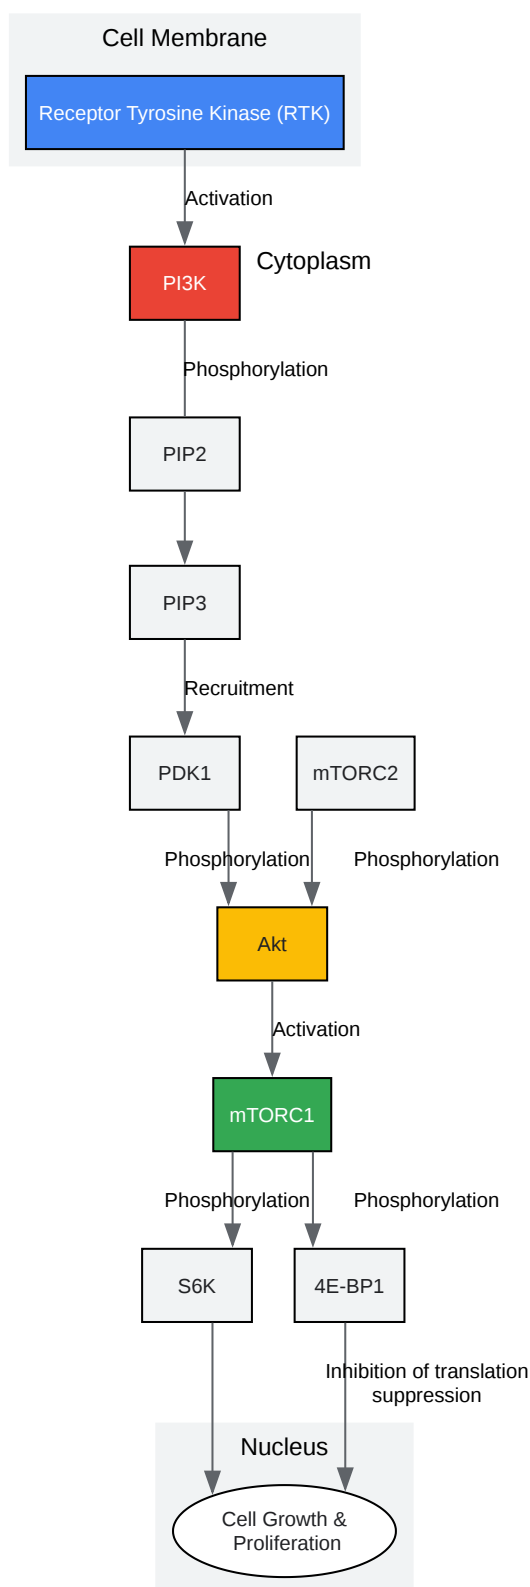 Cell Membrane
Receptor Tyrosine Kinase (RTK)
Activation
Cytoplasm
PI3K
Phosphorylation
PIP2
PIP3
Recruitment
PDK1
mTORC2
Phosphorylation
Phosphorylation
Akt
Activation
mTORC1
Phosphorylation
Phosphorylation
S6K
4E-BP1
Inhibition of translation
suppression
Nucleus
Cell Growth &
Proliferation